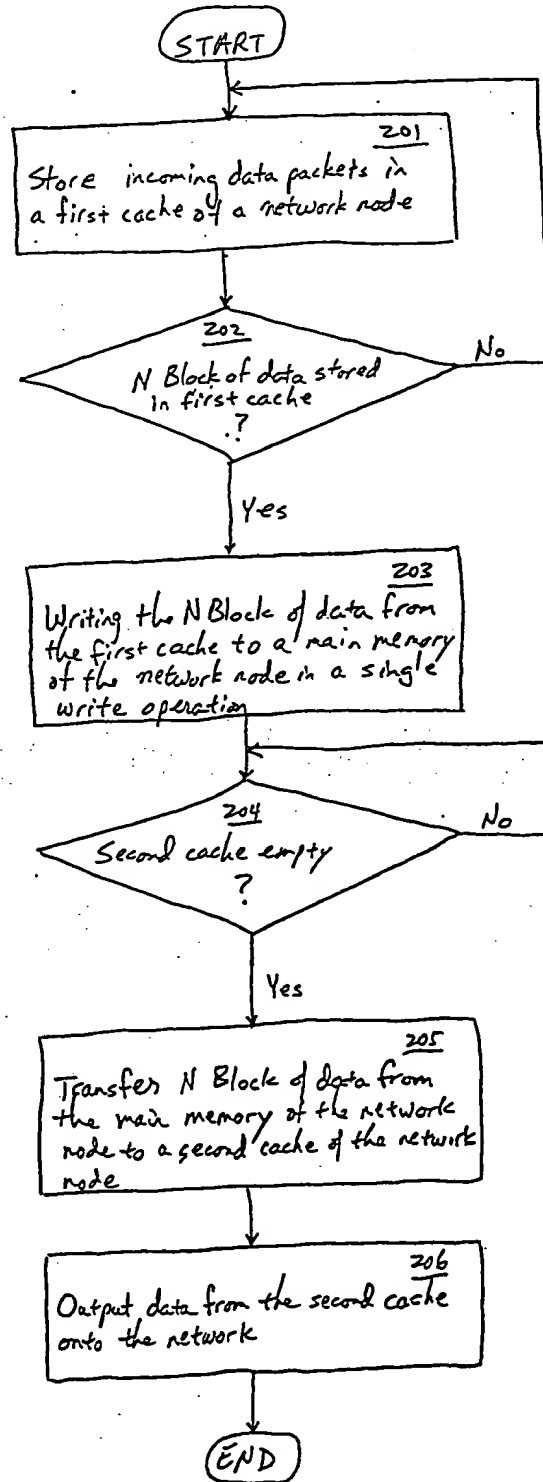 START
201
Store incoming data packets in
a first cache of a network node
202
N Block of data stored
in first cache
?
No
Yes
203
Writing the N Block of data from
the first cache to a main memory
of the network node in a single
write operation
204
Second cache empty
?
No
Yes
205
Transfer N Block of data from
the main memory of the network
node to a second cache of the network
node
206
Output data from the second cache
onto the network
END